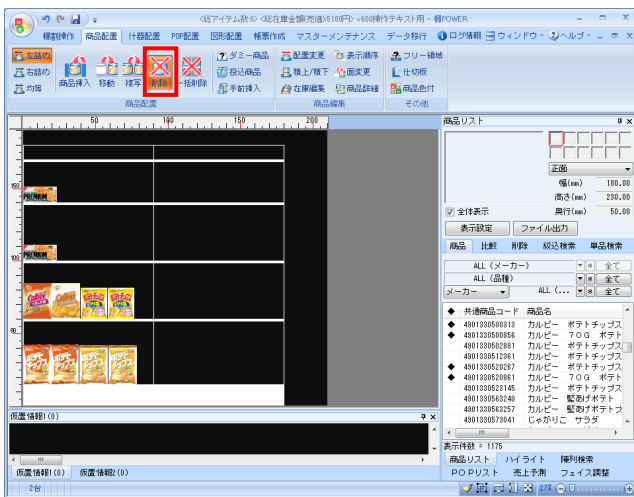 (総アイテム数:6) (総在庫金額(売価)5180円) v600操作テキスト用 - 棚POWER
棚割操作 商品配置 什器配置 POP配置 図形配置 帳票作成 マスターメンテナンス データ移行 ログ情報 ウィンドウ ヘルプ
左詰め 右詰め 均等 商品挿入 移動 複写 削除 一括削除
ダミー商品 投込商品 手前挿入
配置変更 積上/積下 在庫編集
表示順序 面変更 商品詳細
フリー領域 仕切板 商品色付
商品配置 商品編集 その他
50 100 150 200
商品リスト
150
PREMIUM
正面
幅(mm) 180.00
高さ(mm) 230.00
全体表示 奥行(mm) 50.00
表示設定 ファイル出力
PREMIUM
商品 比較 削除 絞込検索 単品検索
100
ALL (メーカー) 全て
ALL (品種) 全て
メーカー ALL (... 全て
Calbee
◆ 共通商品コード 商品名
◆ 4901330500313 カルビー ポテトチップス
◆ 4901330500856 カルビー 70G ポテト
4901330502881 カルビー ポテトチップス
4901330512361 カルビー ポテトチップス
◆ 4901330520267 カルビー ポテトチップス
◆ 4901330520861 カルビー 70G ポテト
4901330523145 カルビー ポテトチップス
4901330563240 カルビー 堅あげポテト
4901330563257 カルビー 堅あげポテトブ
4901330573041 じゃがりこ サラダ
仮置情報1(0)
表示件数 = 1175
商品リスト ハイライト 陳列検索
仮置情報1(0) 仮置情報2(0)
POPリスト 売上予測 フェイス調整
2台
27%